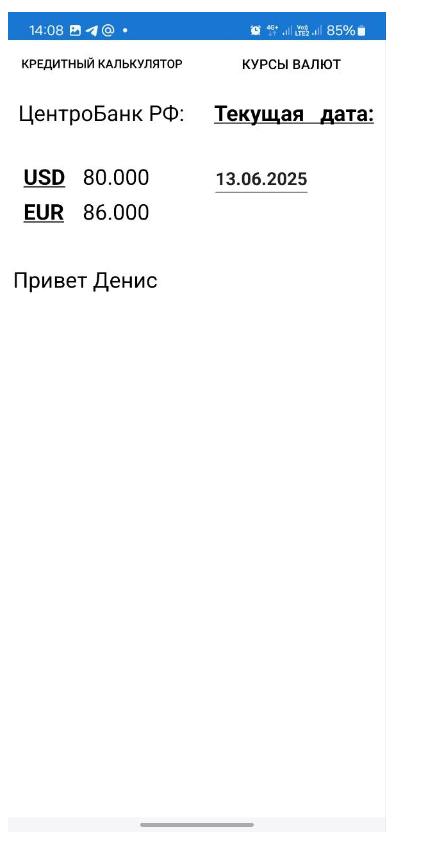 14:08 85%
КРЕДИТНЫЙ КАЛЬКУЛЯТОР КУРСЫ ВАЛЮТ
ЦентроБанк РФ: Текущая дата:
USD 80.000 13.06.2025
EUR 86.000
Привет Денис